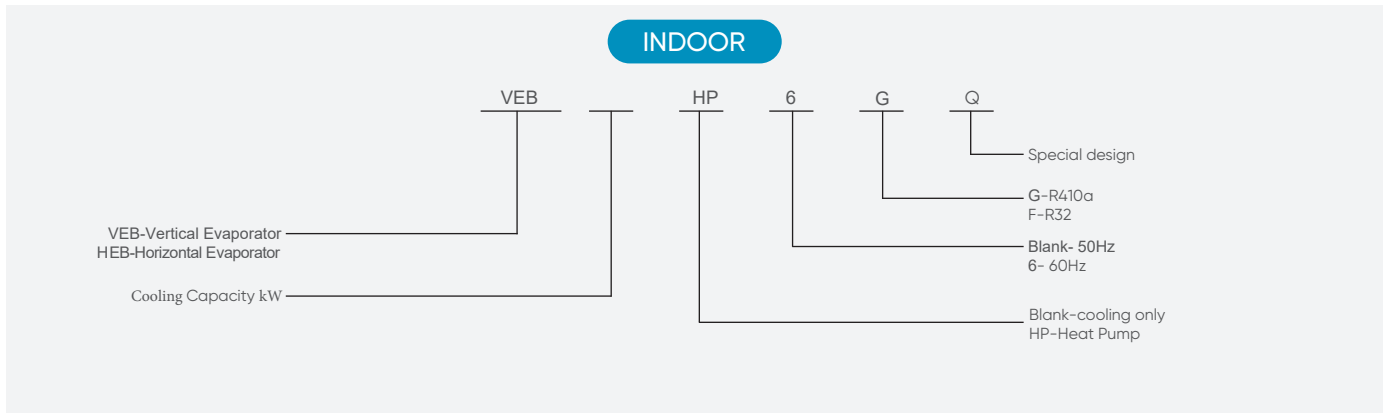 INDOOR
VEB HP 6 G Q
Special design
G-R410a
F-R32
VEB-Vertical Evaporator
HEB-Horizontal Evaporator
Blank- 50Hz
6- 60Hz
Cooling Capacity kW
Blank-cooling only
HP-Heat Pump